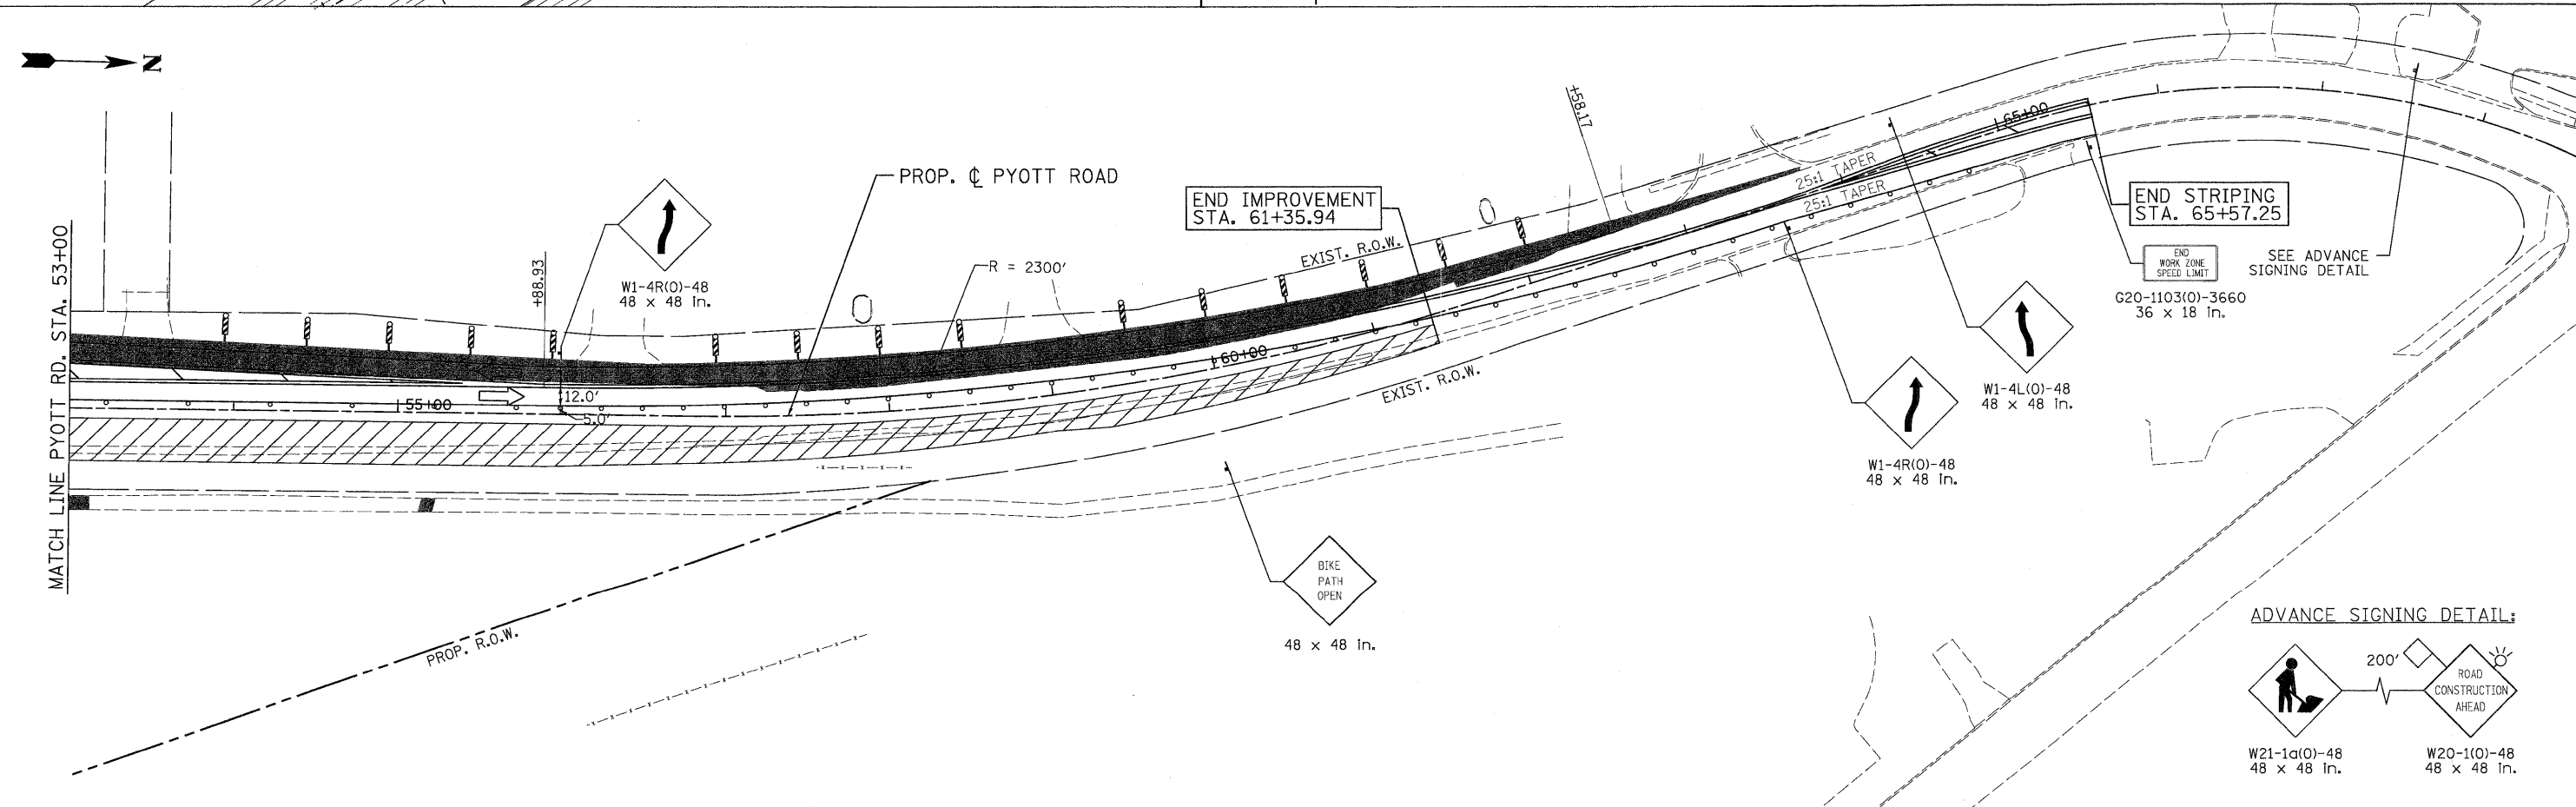 N
MATCH LINE PYOTT RD. STA. 53+00
+88.93
W1-4R(O)-48
48 x 48 in.
PROP. ℄ PYOTT ROAD
R = 2300'
END IMPROVEMENT
STA. 61+35.94
EXIST. R.O.W.
+58.17
25:1 TAPER
25:1 TAPER
65+00
END STRIPING
STA. 65+57.25
END
WORK ZONE
SPEED LIMIT
G20-1103(O)-3660
36 x 18 in.
SEE ADVANCE
SIGNING DETAIL
55+00
12.0'
5.0'
60+00
EXIST. R.O.W.
W1-4L(O)-48
48 x 48 in.
W1-4R(O)-48
48 x 48 in.
BIKE
PATH
OPEN
48 x 48 in.
PROP. R.O.W.
ADVANCE SIGNING DETAIL:
200'
ROAD
CONSTRUCTION
AHEAD
W21-1a(O)-48
48 x 48 in.
W20-1(O)-48
48 x 48 in.